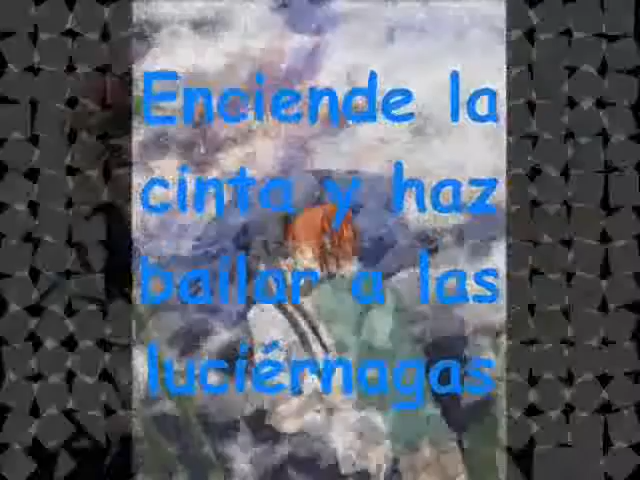 Enciende la
cinta y haz
bailar a las
luciérnagas